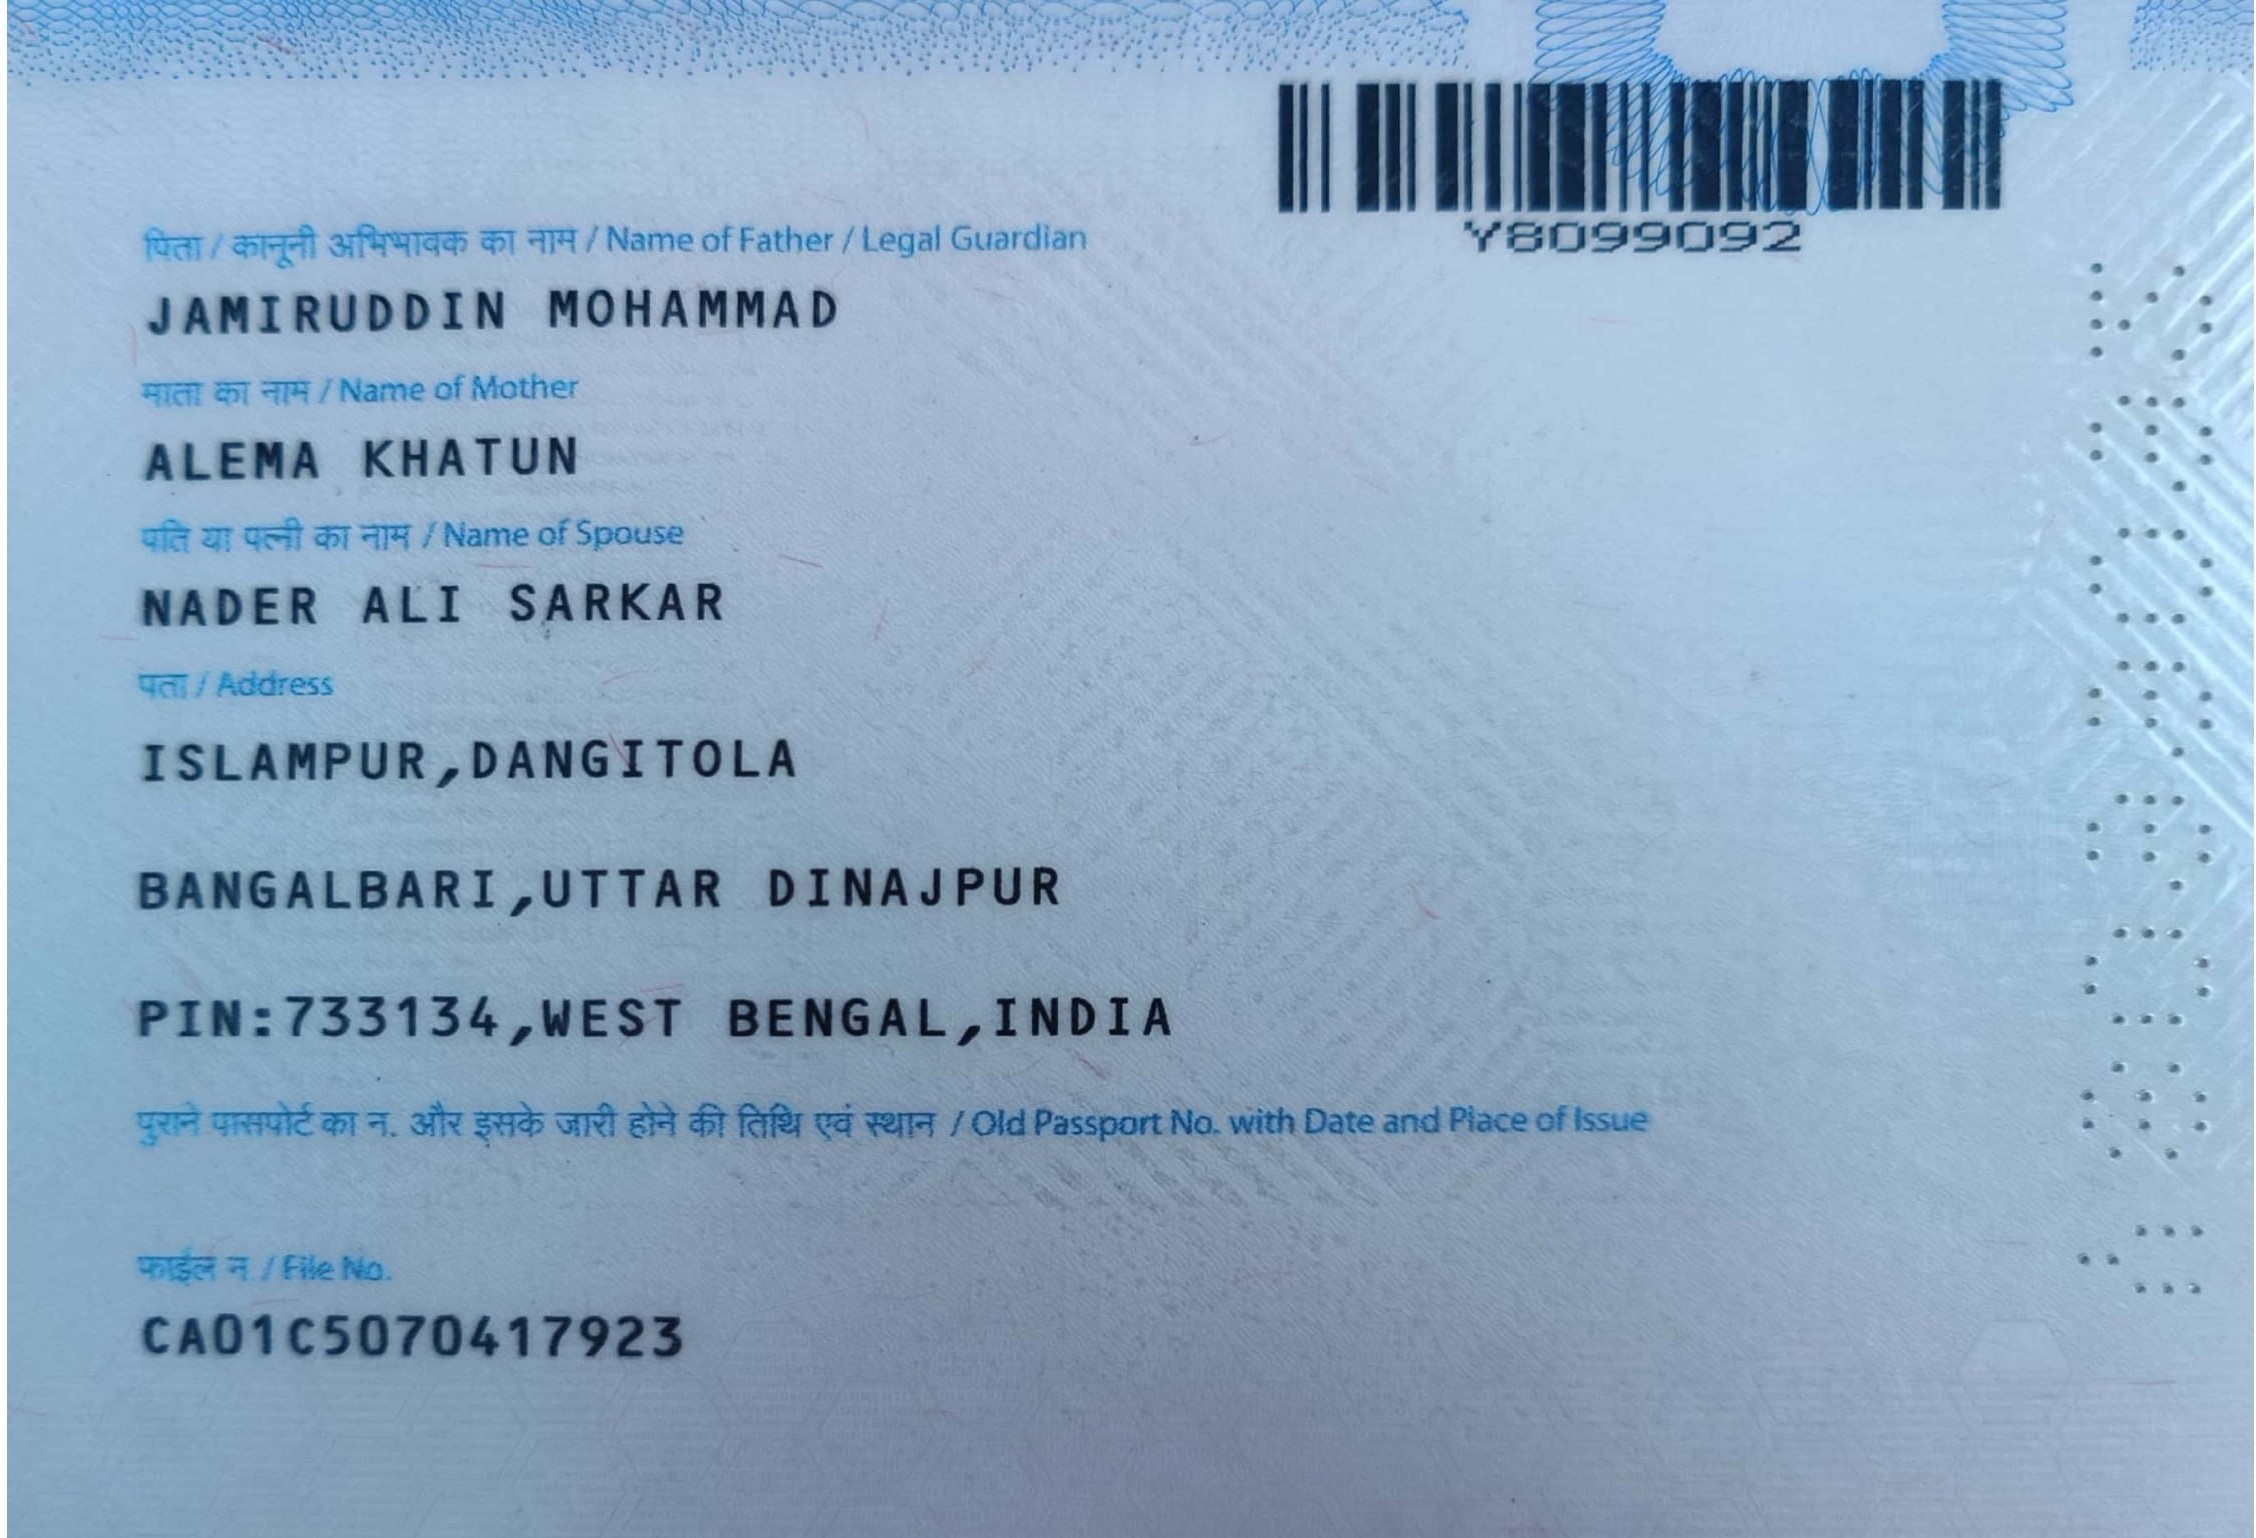 Y8099092
पिता / कानूनी अभिभावक का नाम / Name of Father / Legal Guardian
JAMIRUDDIN MOHAMMAD
माता का नाम / Name of Mother
ALEMA KHATUN
पति या पत्नी का नाम / Name of Spouse
NADER ALI SARKAR
पता / Address
ISLAMPUR,DANGITOLA
BANGALBARI,UTTAR DINAJPUR
PIN:733134,WEST BENGAL,INDIA
पुराने पासपोर्ट का न. और इसके जारी होने की तिथि एवं स्थान / Old Passport No. with Date and Place of Issue
फाईल न. / File No.
CA01C5070417923
Y8099092